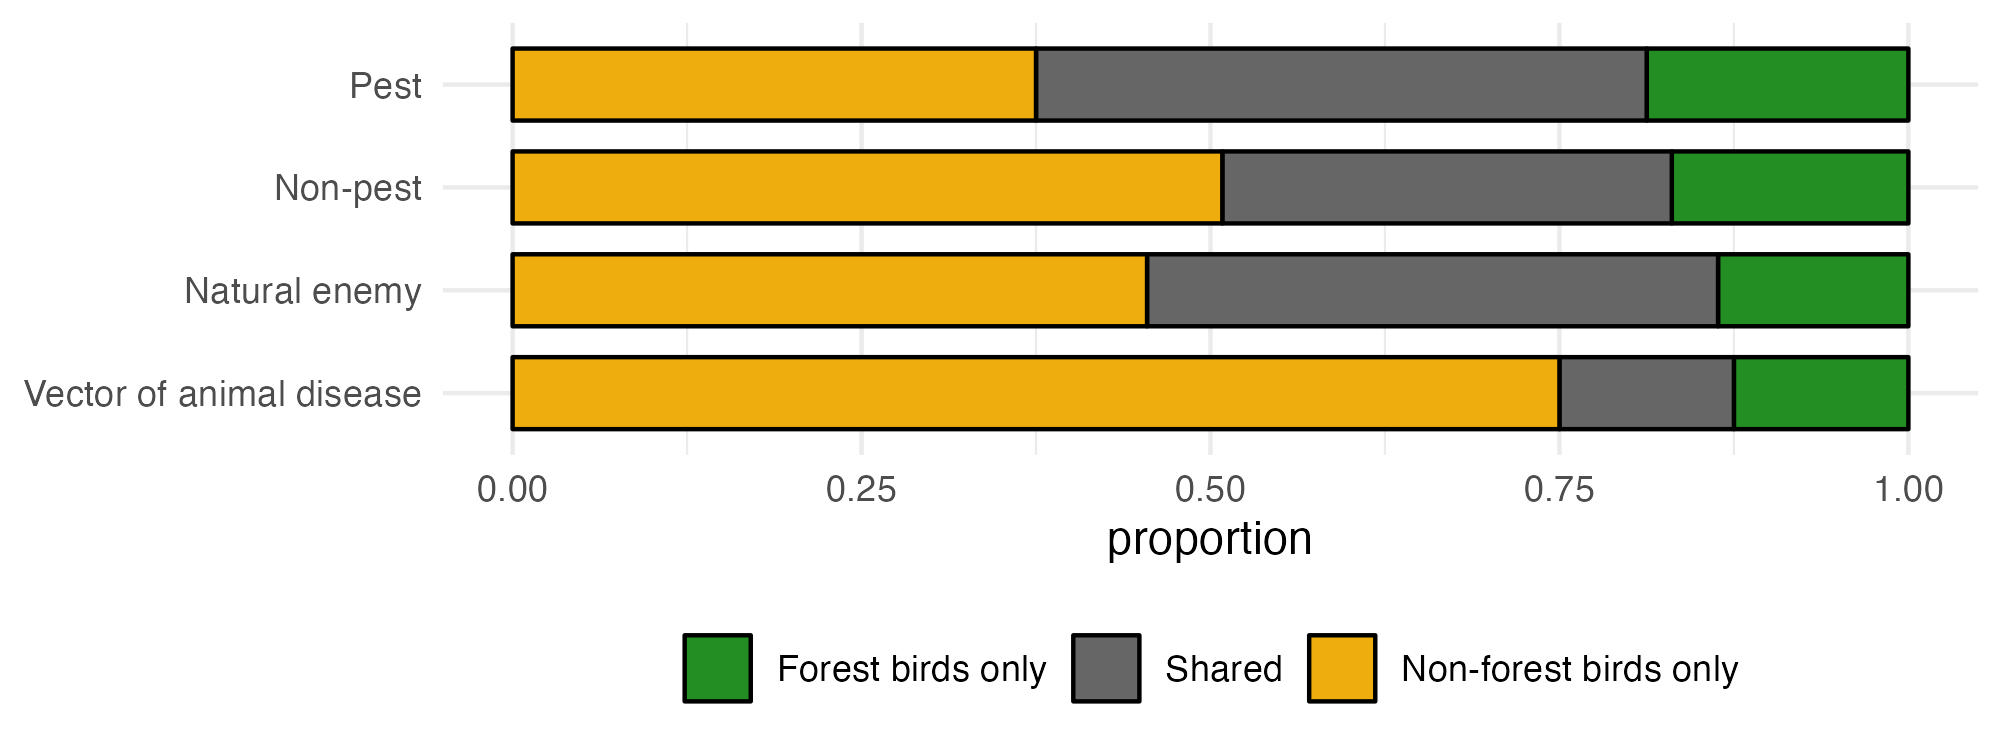 Pest
Non-pest
Natural enemy
Vector of animal disease
0.00 0.25 0.50 0.75 1.00
proportion
Forest birds only Shared Non-forest birds only